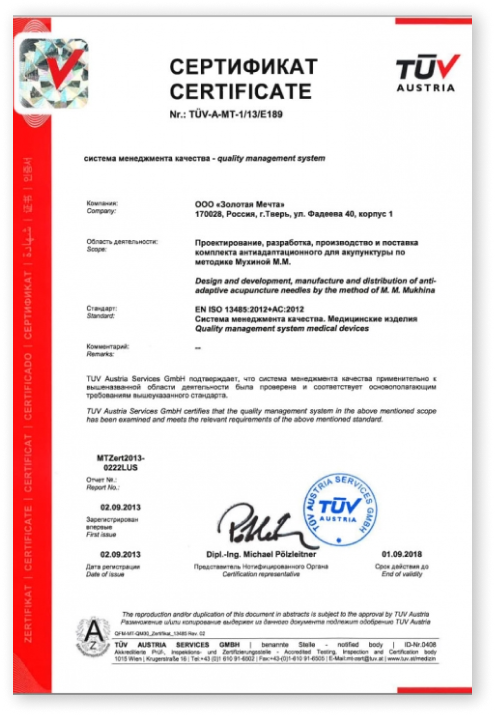 СЕРТИФИКАТ
CERTIFICATE
Nr.: TÜV-A-MT-1/13/E189
TÜV
AUSTRIA
система менеджмента качества - quality management system
Компания:
Company:
ООО «Золотая Мечта»
170028, Россия, г.Тверь, ул. Фадеева 40, корпус 1
Область деятельности:
Scope:
Проектирование, разработка, производство и поставка
комплекта антиадаптационного для акупунктуры по
методике Мухиной М.М.
Design and development, manufacture and distribution of anti-
adaptive acupuncture needles by the method of M. M. Mukhina
Стандарт:
Standard:
EN ISO 13485:2012+AC:2012
Система менеджмента качества. Медицинские изделия
Quality management system medical devices
Комментарий:
Remarks:
--
TUV Austria Services GmbH подтверждает, что система менеджмента качества применительно к
вышеназванной области деятельности была проверена и соответствует основополагающим
требованиям вышеуказанного стандарта.
TUV Austria Services GmbH certifies that the quality management system in the above mentioned scope
has been examined and meets the relevant requirements of the above mentioned standard.
MTZert2013-
0222LUS
Отчет №.:
Report No.:
02.09.2013
Зарегистрирован
впервые
First issue
TÜV AUSTRIA SERVICES GMBH
TÜV
AUSTRIA
02.09.2013
Дата регистрации
Date of issue
Dipl.-Ing. Michael Pölzleitner
Представитель Нотифицированного Органа
Certification representative
01.09.2018
Срок действия до
End of validity
The reproduction and/or duplication of this document in abstracts is subject to the approval by TUV Austria
Размножение и/или копирование выдержек из данного документа подлежит одобрению TUV Austria
QFM-MT-QM00_Zertifikat_13485 Rev. 02
TÜV AUSTRIA SERVICES GMBH | benannte Stelle - notified body | ID-Nr.0408
Akkreditierte Prüf-, Inspektions- und Zertifizierungsstelle - Accredited Testing, Inspection and Certification body
1015 Wien | Krugerstraße 16 | Tel:+43 (0)1 610 91-6502 | Fax:+43-(0)1-610 91-6505 | E-Mail:mt-cert@tuv.at | www.tuv.at/medizin
ZERTIFIKAT | CERTIFICATE | CERTIFICAT | CERTIFICADO | СЕРТИФИКАТ | شهادة | 证书 | 인증서